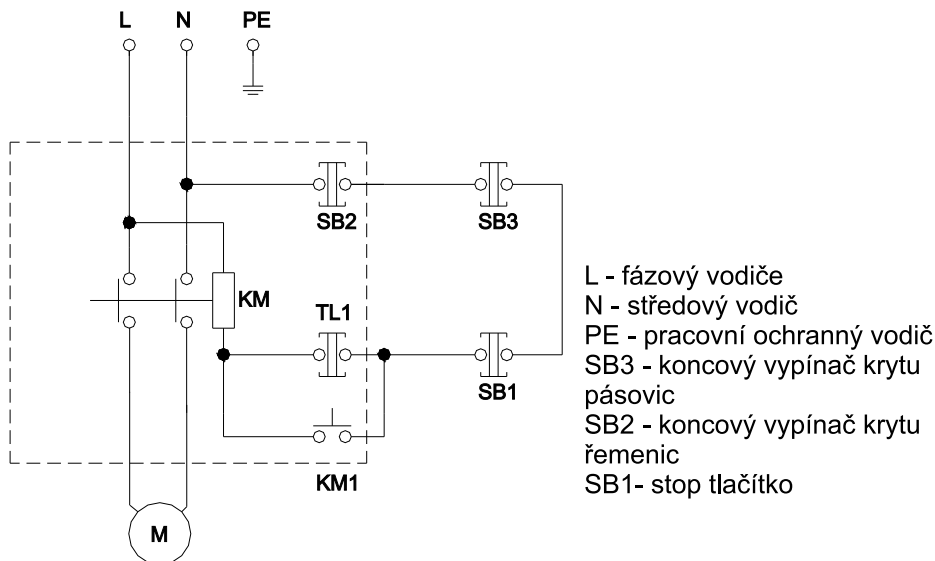 L N PE
SB2 SB3
KM
TL1
SB1
KM1
M
L - fázový vodiče
N - středový vodič
PE - pracovní ochranný vodič
SB3 - koncový vypínač krytu
pásovic
SB2 - koncový vypínač krytu
řemenic
SB1- stop tlačítko